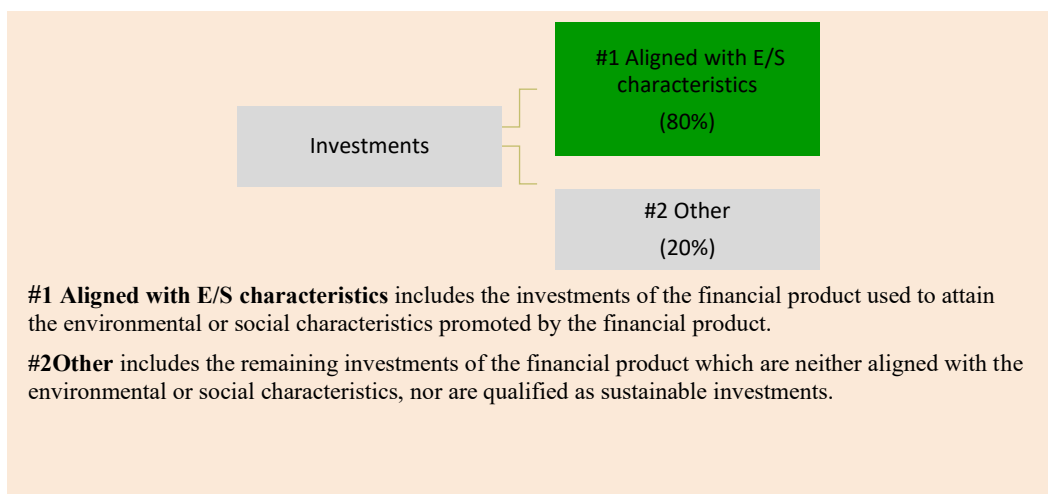 #1 Aligned with E/S
characteristics
(80%)
Investments
#2 Other
(20%)
#1 Aligned with E/S characteristics includes the investments of the financial product used to attain
the environmental or social characteristics promoted by the financial product.
#2Other includes the remaining investments of the financial product which are neither aligned with the
environmental or social characteristics, nor are qualified as sustainable investments.